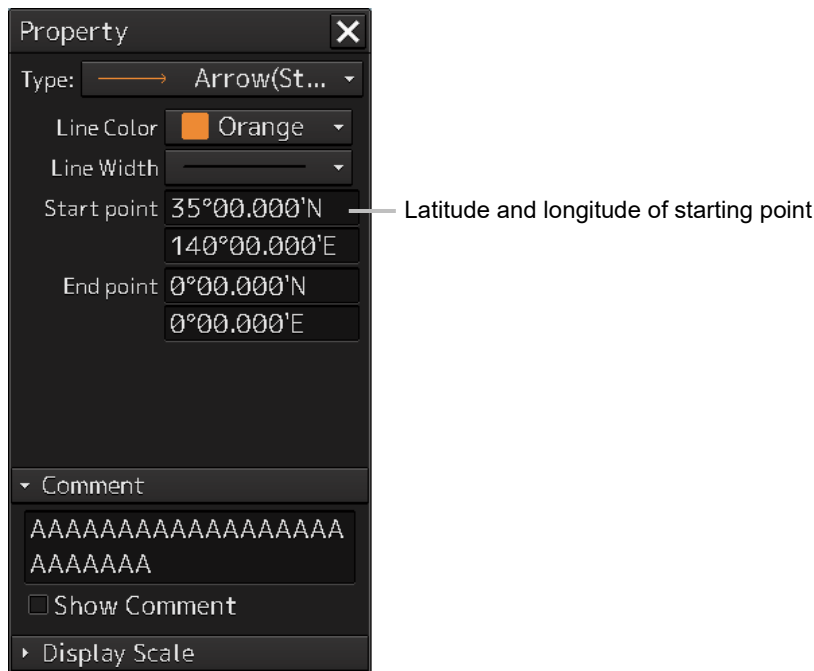 Property
Type: Arrow(St...
Line Color Orange
Line Width
Start point 35°00.000'N Latitude and longitude of starting point
140°00.000'E
End point 0°00.000'N
0°00.000'E
Comment
AAAAAAAAAAAAAAAAAA
AAAAAAA
Show Comment
Display Scale